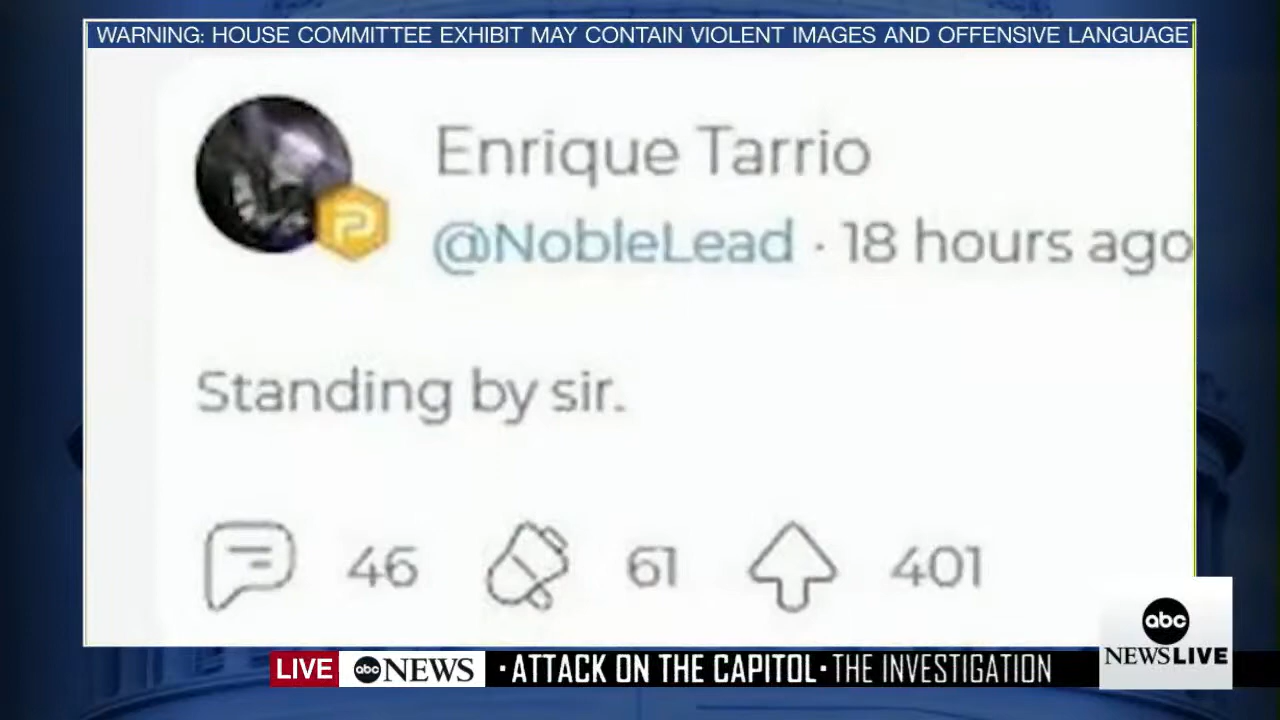 WARNING: HOUSE COMMITTEE EXHIBIT MAY CONTAIN VIOLENT IMAGES AND OFFENSIVE LANGUAGE
Enrique Tarrio
@NobleLead · 18 hours ago
Standing by sir.
46 61 401
abc
NEWSLIVE
LIVE abc NEWS · ATTACK ON THE CAPITOL · THE INVESTIGATION